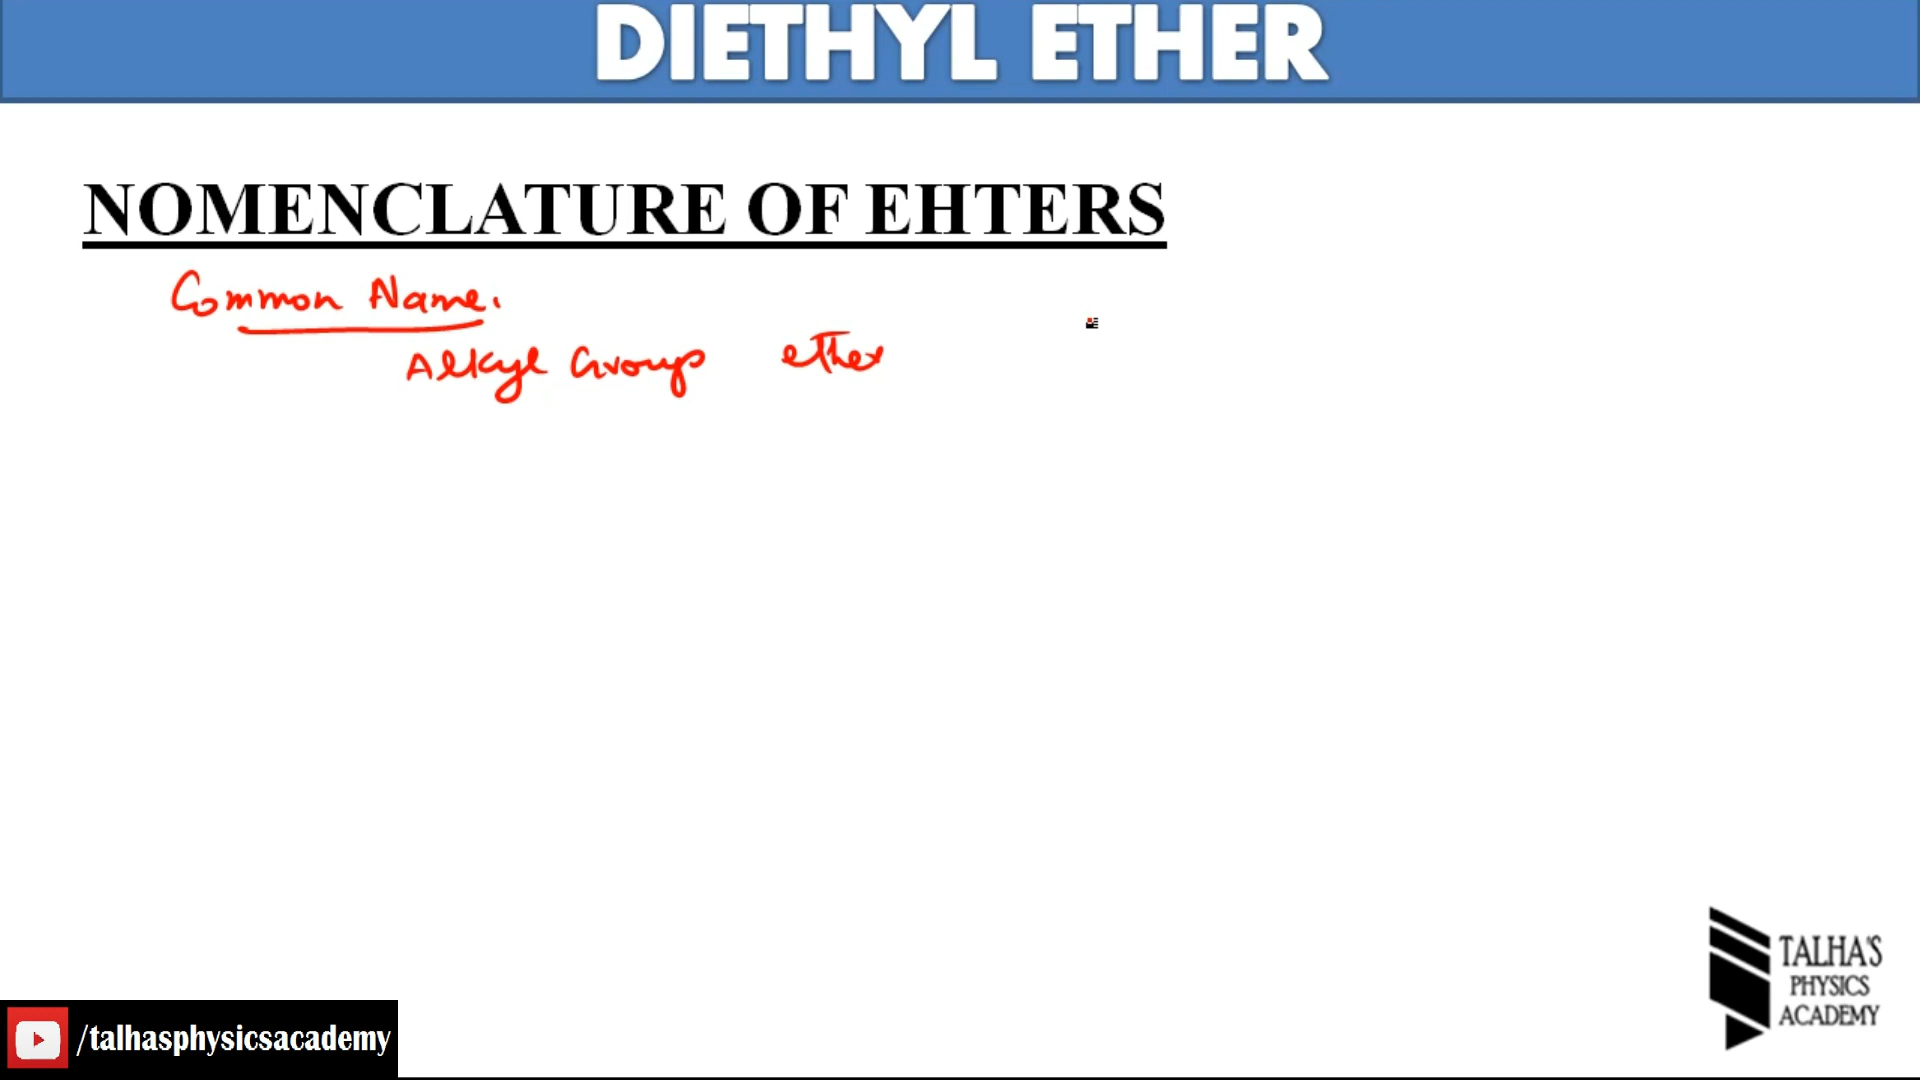 DIETHYL ETHER
NOMENCLATURE OF EHTERS
Common Name.
Alkyl Group ether
TALHA'S
PHYSICS
ACADEMY
/talhasphysicsacademy